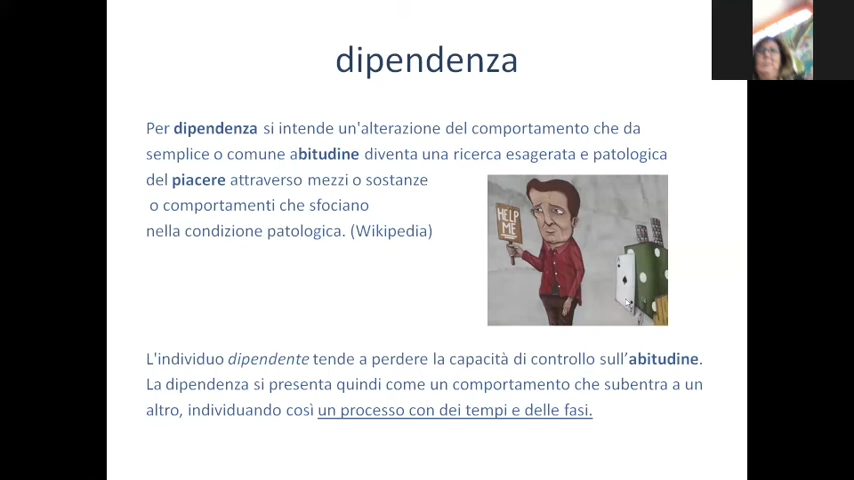 dipendenza
Per dipendenza si intende un'alterazione del comportamento che da
semplice o comune abitudine diventa una ricerca esagerata e patologica
del piacere attraverso mezzi o sostanze
o comportamenti che sfociano
nella condizione patologica. (Wikipedia)
HELP
ME
L'individuo dipendente tende a perdere la capacità di controllo sull’abitudine.
La dipendenza si presenta quindi come un comportamento che subentra a un
altro, individuando così un processo con dei tempi e delle fasi.